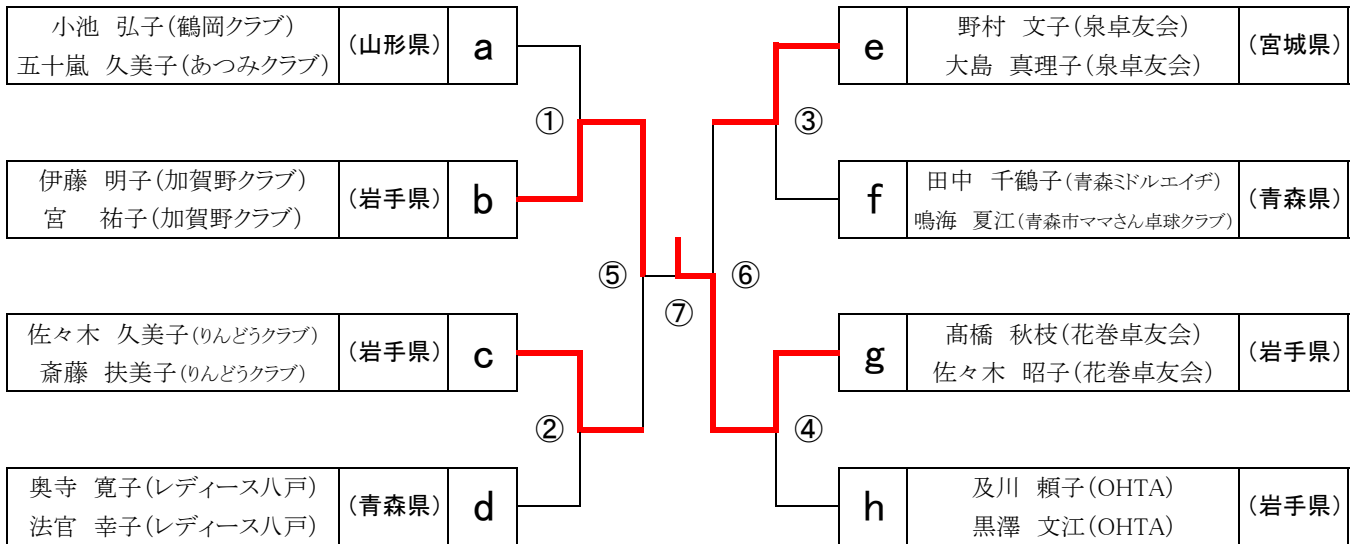 小池 弘子(鶴岡クラブ)
五十嵐 久美子(あつみクラブ)
(山形県)
a
伊藤 明子(加賀野クラブ)
宮 祐子(加賀野クラブ)
(岩手県)
b
佐々木 久美子(りんどうクラブ)
斎藤 扶美子(りんどうクラブ)
(岩手県)
c
奥寺 寛子(レディース八戸)
法官 幸子(レディース八戸)
(青森県)
d
①
②
⑤
⑦
⑥
③
④
e
野村 文子(泉卓友会)
大島 真理子(泉卓友会)
(宮城県)
f
田中 千鶴子(青森ミドルエイヂ)
鳴海 夏江(青森市ママさん卓球クラブ)
(青森県)
g
髙橋 秋枝(花巻卓友会)
佐々木 昭子(花巻卓友会)
(岩手県)
h
及川 頼子(OHTA)
黒澤 文江(OHTA)
(岩手県)